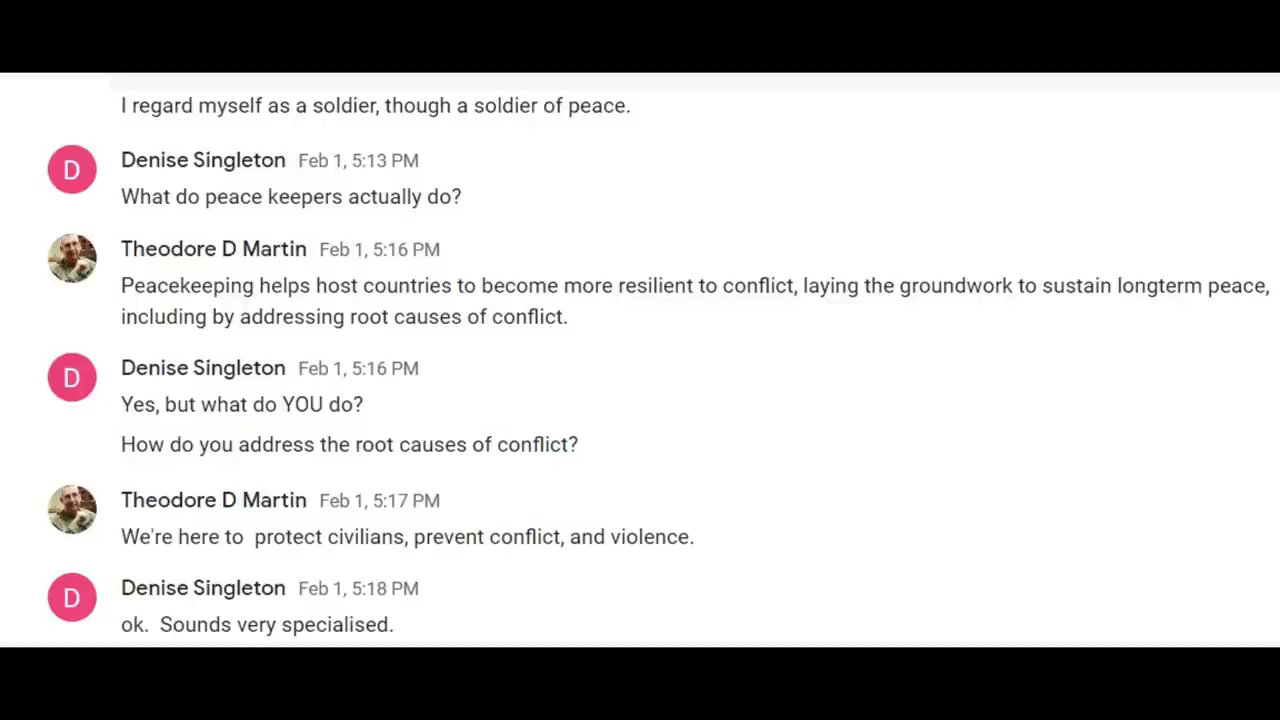 I regard myself as a soldier, though a soldier of peace.
D
Denise Singleton Feb 1, 5:13 PM
What do peace keepers actually do?
Theodore D Martin Feb 1, 5:16 PM
Peacekeeping helps host countries to become more resilient to conflict, laying the groundwork to sustain longterm peace,
including by addressing root causes of conflict.
D
Denise Singleton Feb 1, 5:16 PM
Yes, but what do YOU do?
How do you address the root causes of conflict?
Theodore D Martin Feb 1, 5:17 PM
We're here to  protect civilians, prevent conflict, and violence.
D
Denise Singleton Feb 1, 5:18 PM
ok.  Sounds very specialised.